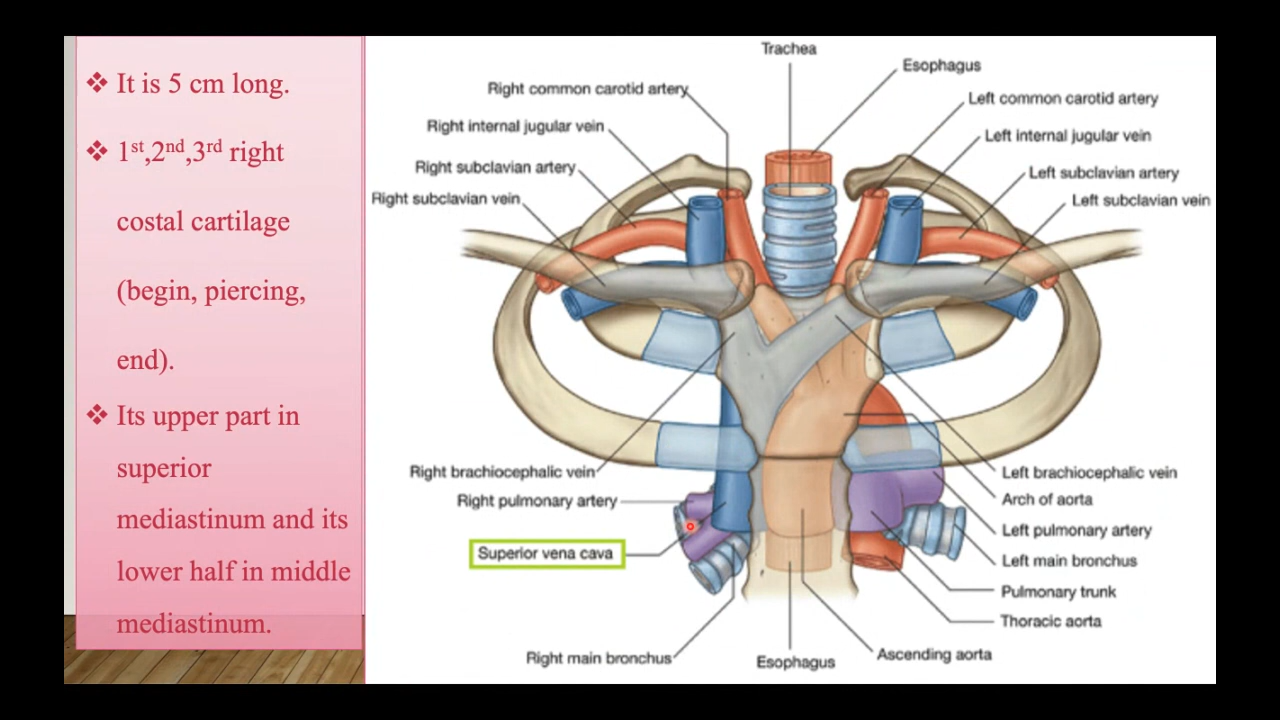 ❖ It is 5 cm long.
❖ 1st,2nd,3rd right
costal cartilage
(begin, piercing,
end).
❖ Its upper part in
superior
mediastinum and its
lower half in middle
mediastinum.
Trachea
Esophagus
Right common carotid artery
Left common carotid artery
Right internal jugular vein
Left internal jugular vein
Right subclavian artery
Left subclavian artery
Right subclavian vein
Left subclavian vein
Right brachiocephalic vein
Left brachiocephalic vein
Right pulmonary artery
Arch of aorta
Left pulmonary artery
Superior vena cava
Left main bronchus
Pulmonary trunk
Thoracic aorta
Right main bronchus
Esophagus
Ascending aorta